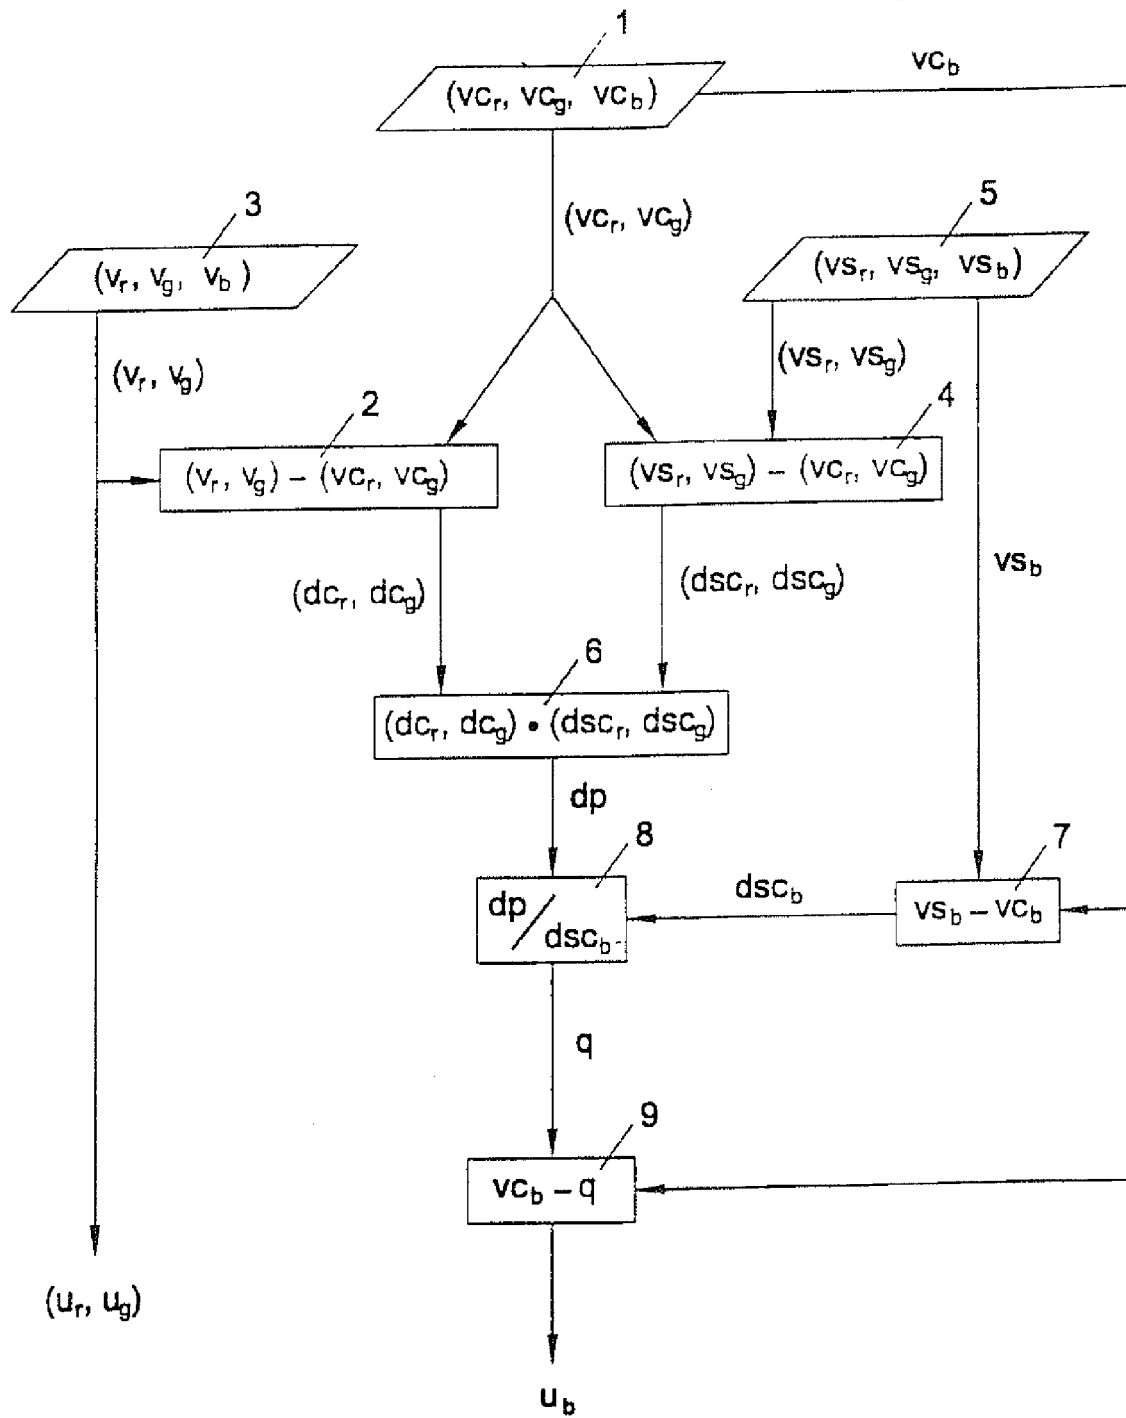 1
vc_b
(vc_r, vc_g, vc_b)
3
5
(vc_r, vc_g)
(v_r, v_g, v_b)
(vs_r, vs_g, vs_b)
(v_r, v_g)
(vs_r, vs_g)
2
4
(v_r, v_g) – (vc_r, vc_g)
(vs_r, vs_g) – (vc_r, vc_g)
vs_b
(dc_r, dc_g)
(dsc_r, dsc_g)
6
(dc_r, dc_g) • (dsc_r, dsc_g)
dp
8
7
dp/dsc_b
dsc_b
vs_b – vc_b
q
9
vc_b – q
(u_r, u_g)
u_b